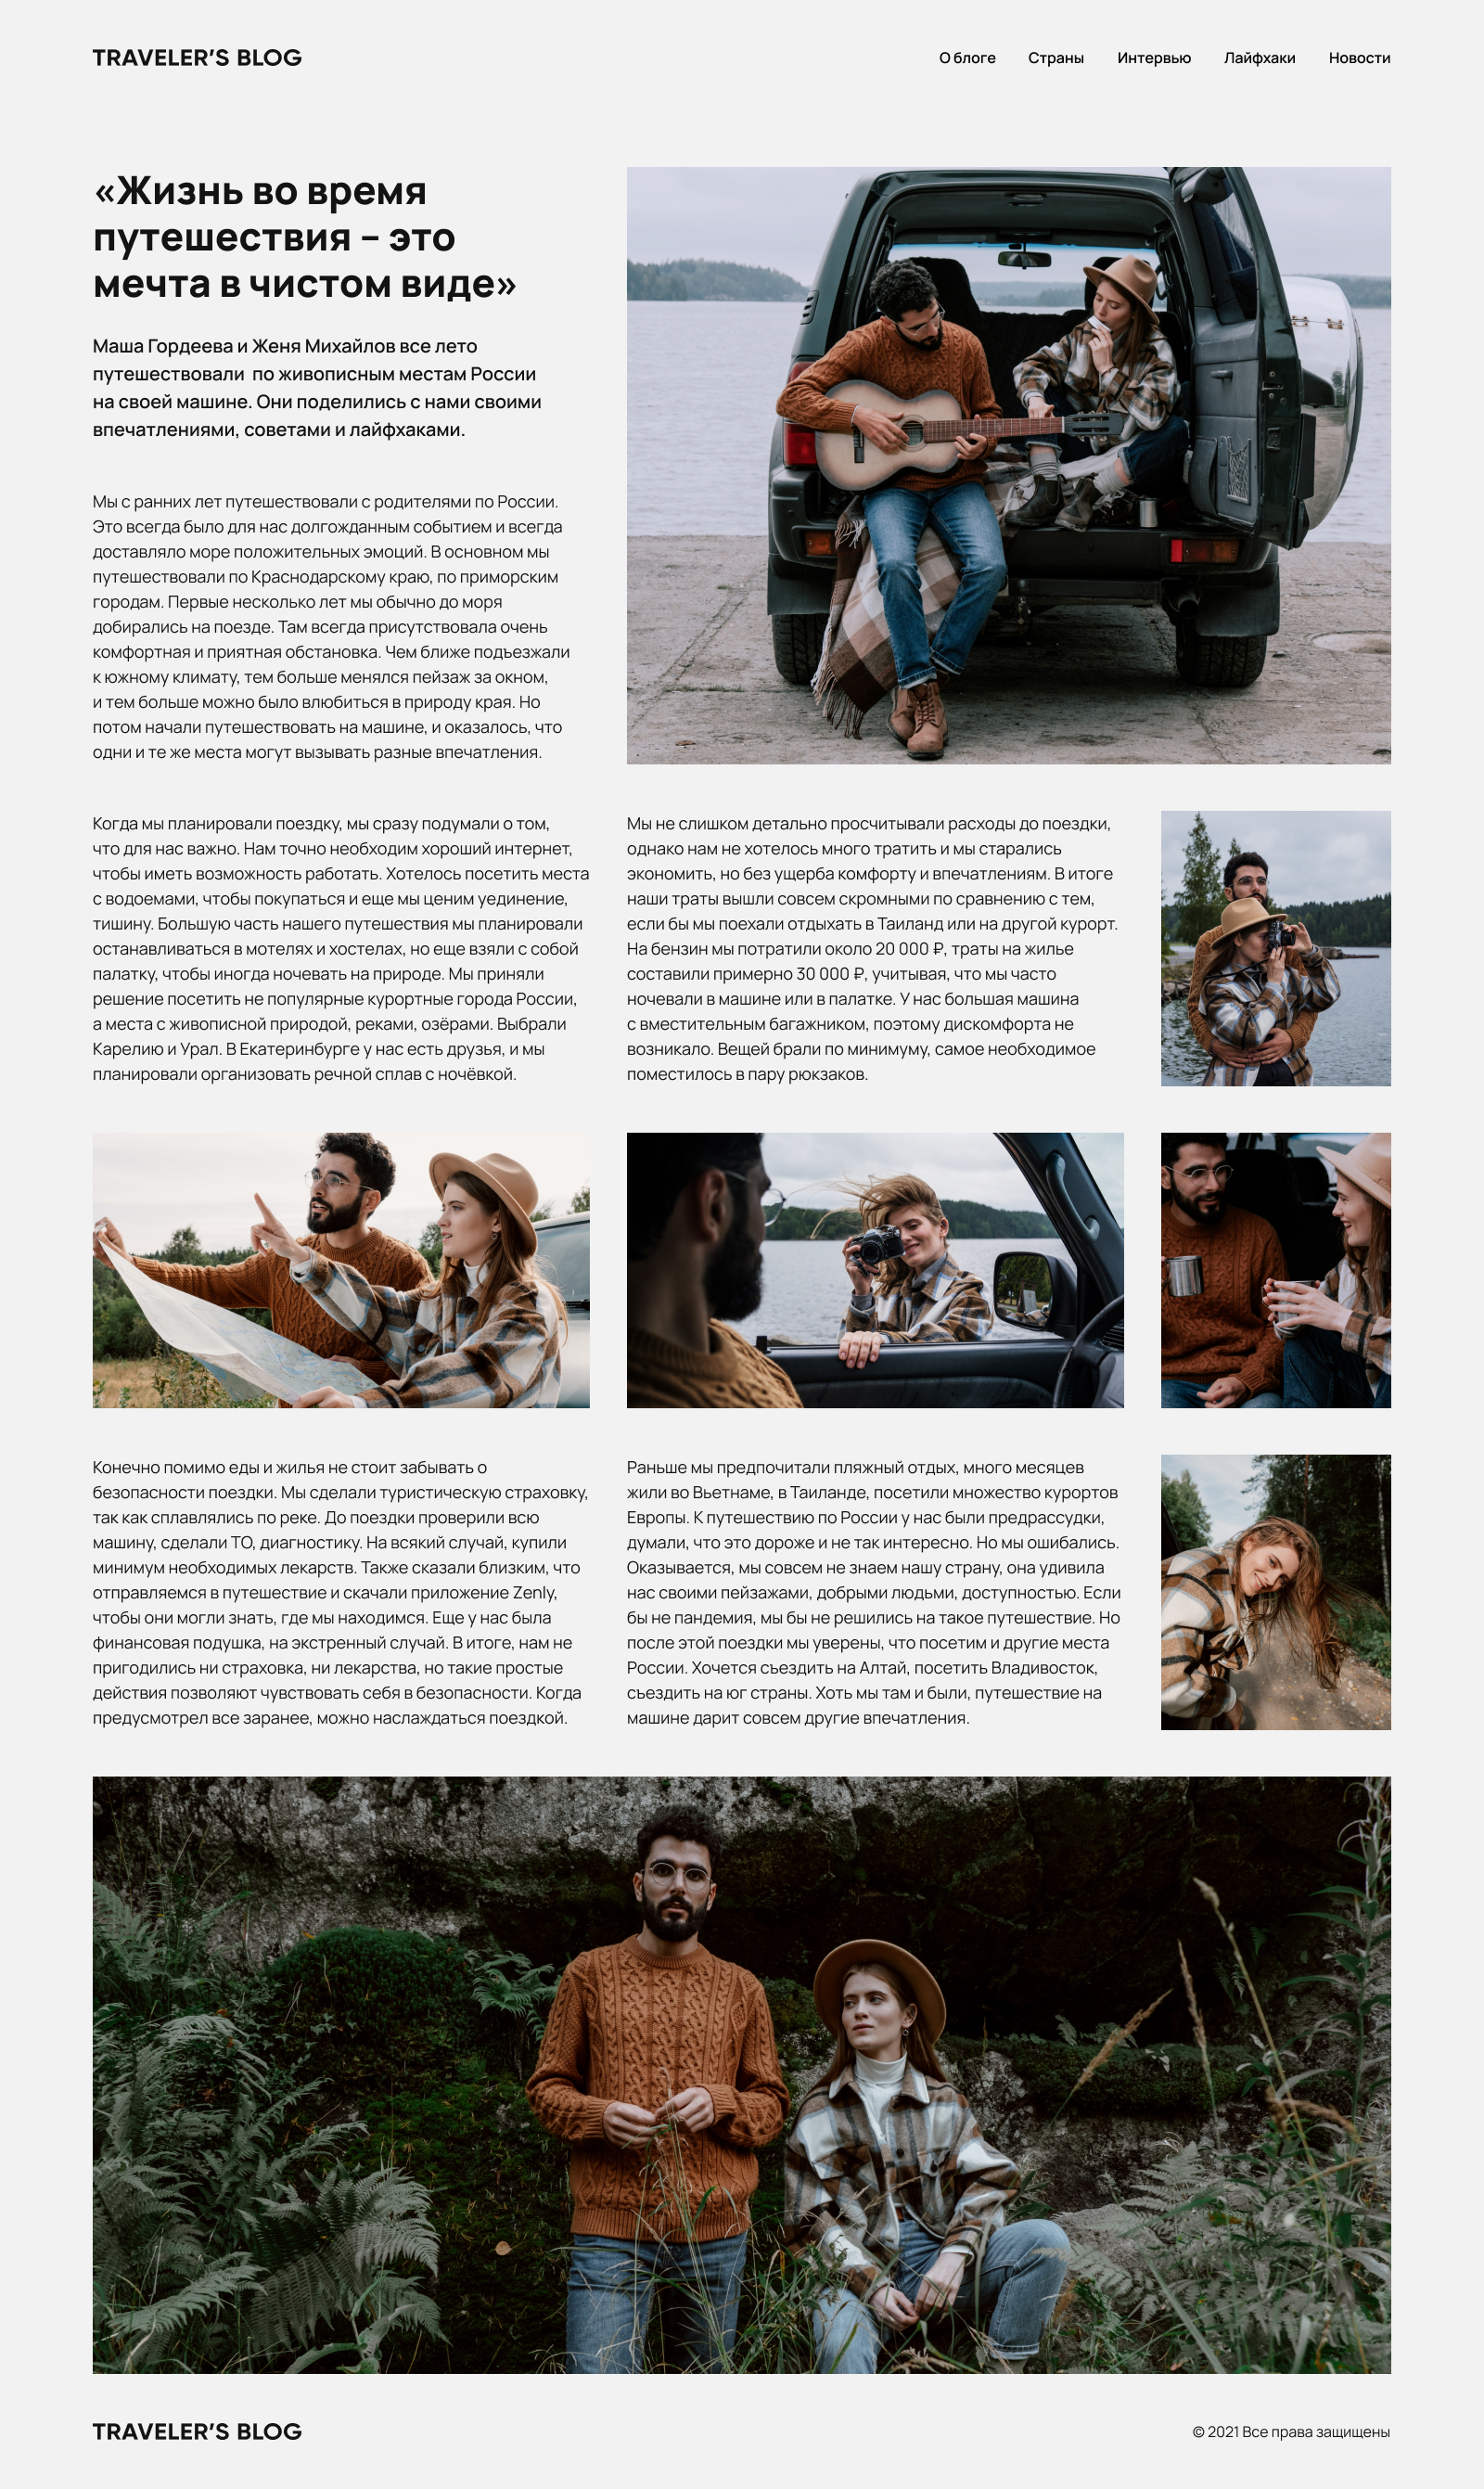 TRAVELER'S BLOG
О блоге Страны Интервью Лайфхаки Новости
«Жизнь во время
путешествия – это
мечта в чистом виде»
Маша Гордеева и Женя Михайлов все лето
путешествовали по живописным местам России
на своей машине. Они поделились с нами своими
впечатлениями, советами и лайфхаками.
Мы с ранних лет путешествовали с родителями по России.
Это всегда было для нас долгожданным событием и всегда
доставляло море положительных эмоций. В основном мы
путешествовали по Краснодарскому краю, по приморским
городам. Первые несколько лет мы обычно до моря
добирались на поезде. Там всегда присутствовала очень
комфортная и приятная обстановка. Чем ближе подъезжали
к южному климату, тем больше менялся пейзаж за окном,
и тем больше можно было влюбиться в природу края. Но
потом начали путешествовать на машине, и оказалось, что
одни и те же места могут вызывать разные впечатления.
Когда мы планировали поездку, мы сразу подумали о том,
что для нас важно. Нам точно необходим хороший интернет,
чтобы иметь возможность работать. Хотелось посетить места
с водоемами, чтобы покупаться и еще мы ценим уединение,
тишину. Большую часть нашего путешествия мы планировали
останавливаться в мотелях и хостелах, но еще взяли с собой
палатку, чтобы иногда ночевать на природе. Мы приняли
решение посетить не популярные курортные города России,
а места с живописной природой, реками, озёрами. Выбрали
Карелию и Урал. В Екатеринбурге у нас есть друзья, и мы
планировали организовать речной сплав с ночёвкой.
Мы не слишком детально просчитывали расходы до поездки,
однако нам не хотелось много тратить и мы старались
экономить, но без ущерба комфорту и впечатлениям. В итоге
наши траты вышли совсем скромными по сравнению с тем,
если бы мы поехали отдыхать в Таиланд или на другой курорт.
На бензин мы потратили около 20 000 ₽, траты на жилье
составили примерно 30 000 ₽, учитывая, что мы часто
ночевали в машине или в палатке. У нас большая машина
с вместительным багажником, поэтому дискомфорта не
возникало. Вещей брали по минимуму, самое необходимое
поместилось в пару рюкзаков.
Конечно помимо еды и жилья не стоит забывать о
безопасности поездки. Мы сделали туристическую страховку,
так как сплавлялись по реке. До поездки проверили всю
машину, сделали ТО, диагностику. На всякий случай, купили
минимум необходимых лекарств. Также сказали близким, что
отправляемся в путешествие и скачали приложение Zenly,
чтобы они могли знать, где мы находимся. Еще у нас была
финансовая подушка, на экстренный случай. В итоге, нам не
пригодились ни страховка, ни лекарства, но такие простые
действия позволяют чувствовать себя в безопасности. Когда
предусмотрел все заранее, можно наслаждаться поездкой.
Раньше мы предпочитали пляжный отдых, много месяцев
жили во Вьетнаме, в Таиланде, посетили множество курортов
Европы. К путешествию по России у нас были предрассудки,
думали, что это дороже и не так интересно. Но мы ошибались.
Оказывается, мы совсем не знаем нашу страну, она удивила
нас своими пейзажами, добрыми людьми, доступностью. Если
бы не пандемия, мы бы не решились на такое путешествие. Но
после этой поездки мы уверены, что посетим и другие места
России. Хочется съездить на Алтай, посетить Владивосток,
съездить на юг страны. Хоть мы там и были, путешествие на
машине дарит совсем другие впечатления.
TRAVELER'S BLOG
© 2021 Все права защищены